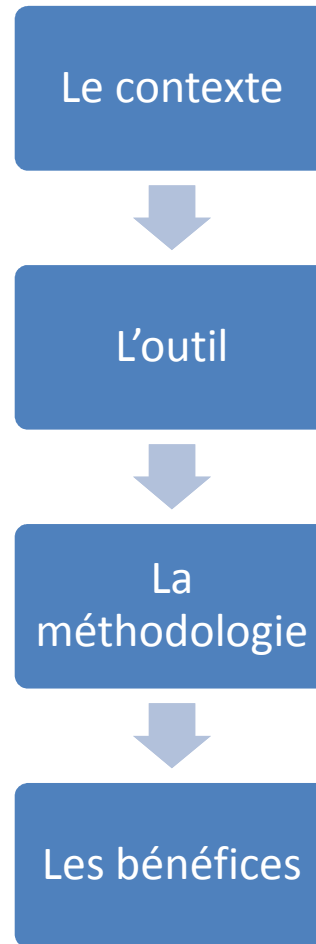 Le contexte
L’outil
La
méthodologie
Les bénéfices